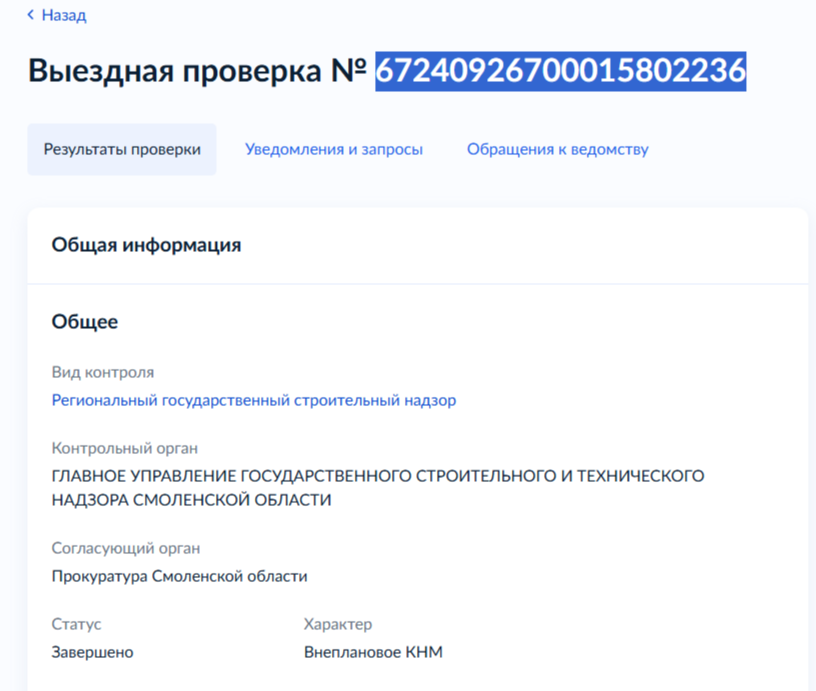 Назад
Выездная проверка № 67240926700015802236
Результаты проверки Уведомления и запросы Обращения к ведомству
Общая информация
Общее
Вид контроля
Региональный государственный строительный надзор
Контрольный орган
ГЛАВНОЕ УПРАВЛЕНИЕ ГОСУДАРСТВЕННОГО СТРОИТЕЛЬНОГО И ТЕХНИЧЕСКОГО
НАДЗОРА СМОЛЕНСКОЙ ОБЛАСТИ
Согласующий орган
Прокуратура Смоленской области
Статус Характер
Завершено Внеплановое КНМ